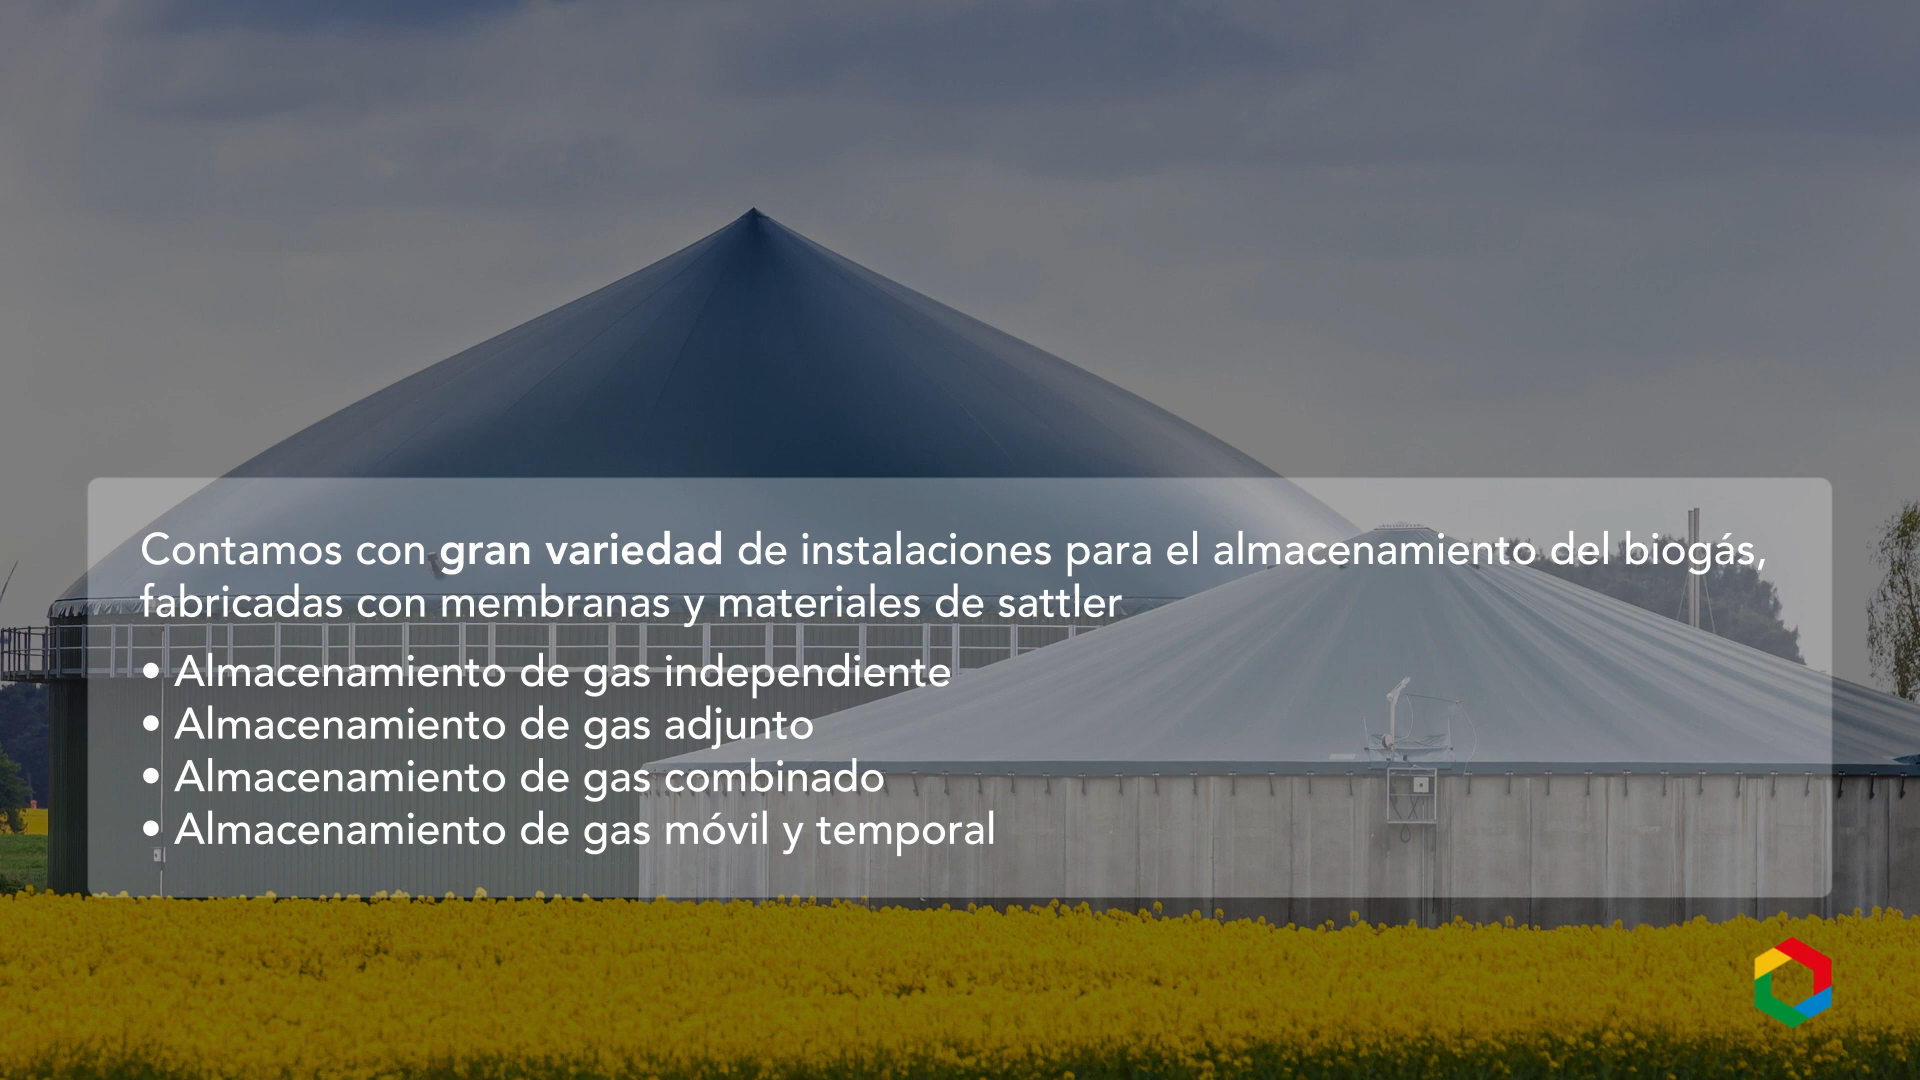 Contamos con gran variedad de instalaciones para el almacenamiento del biogás,
fabricadas con membranas y materiales de sattler
• Almacenamiento de gas independiente
• Almacenamiento de gas adjunto
• Almacenamiento de gas combinado
• Almacenamiento de gas móvil y temporal